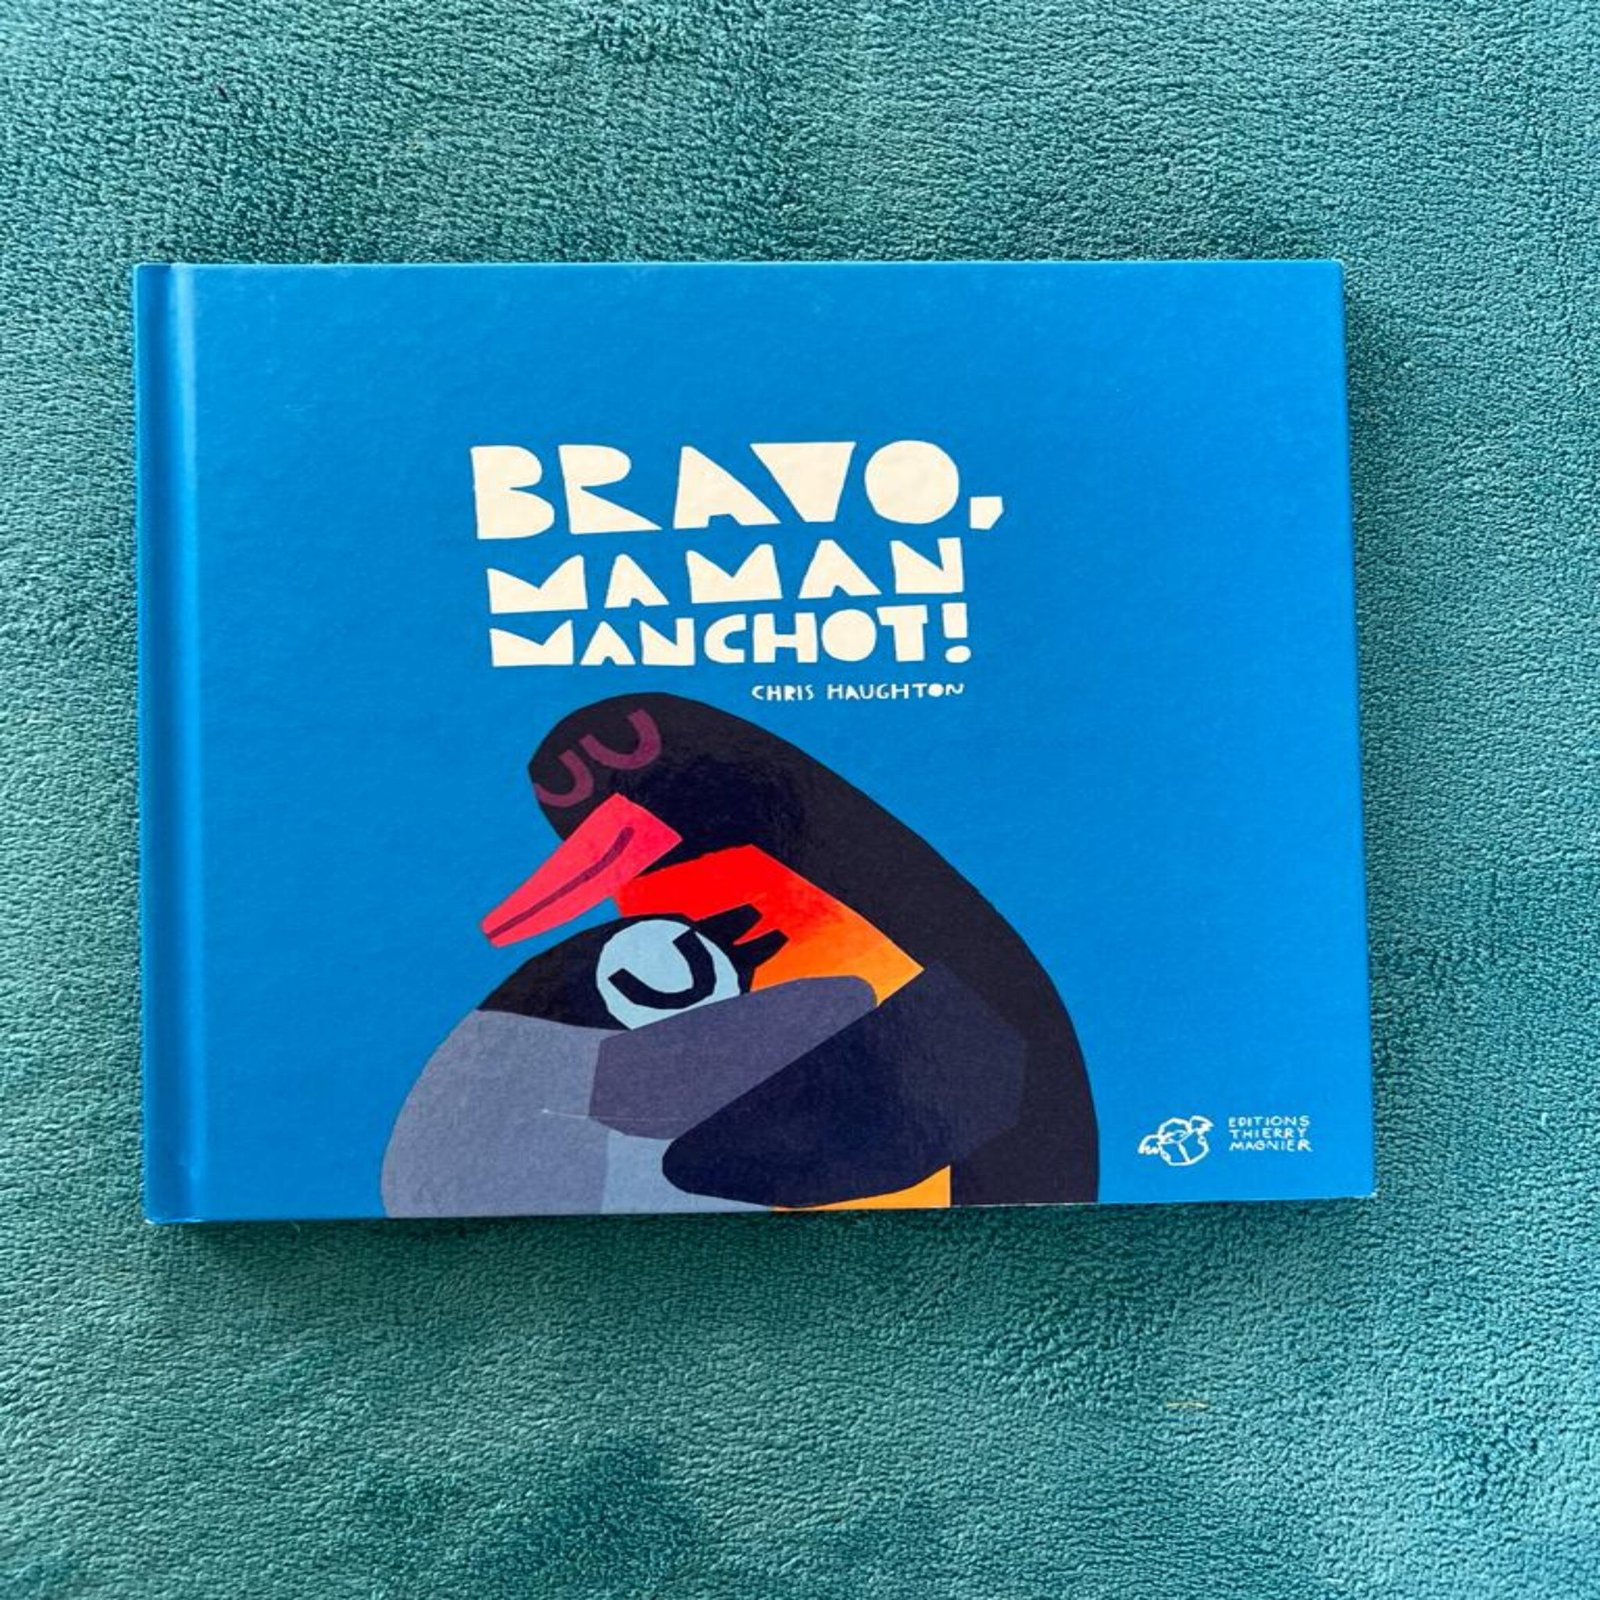 BRAVO,
MAMAN
MANCHOT!
CHRIS HAUGHTON
EDITIONS
THIERRY
MAGNIER